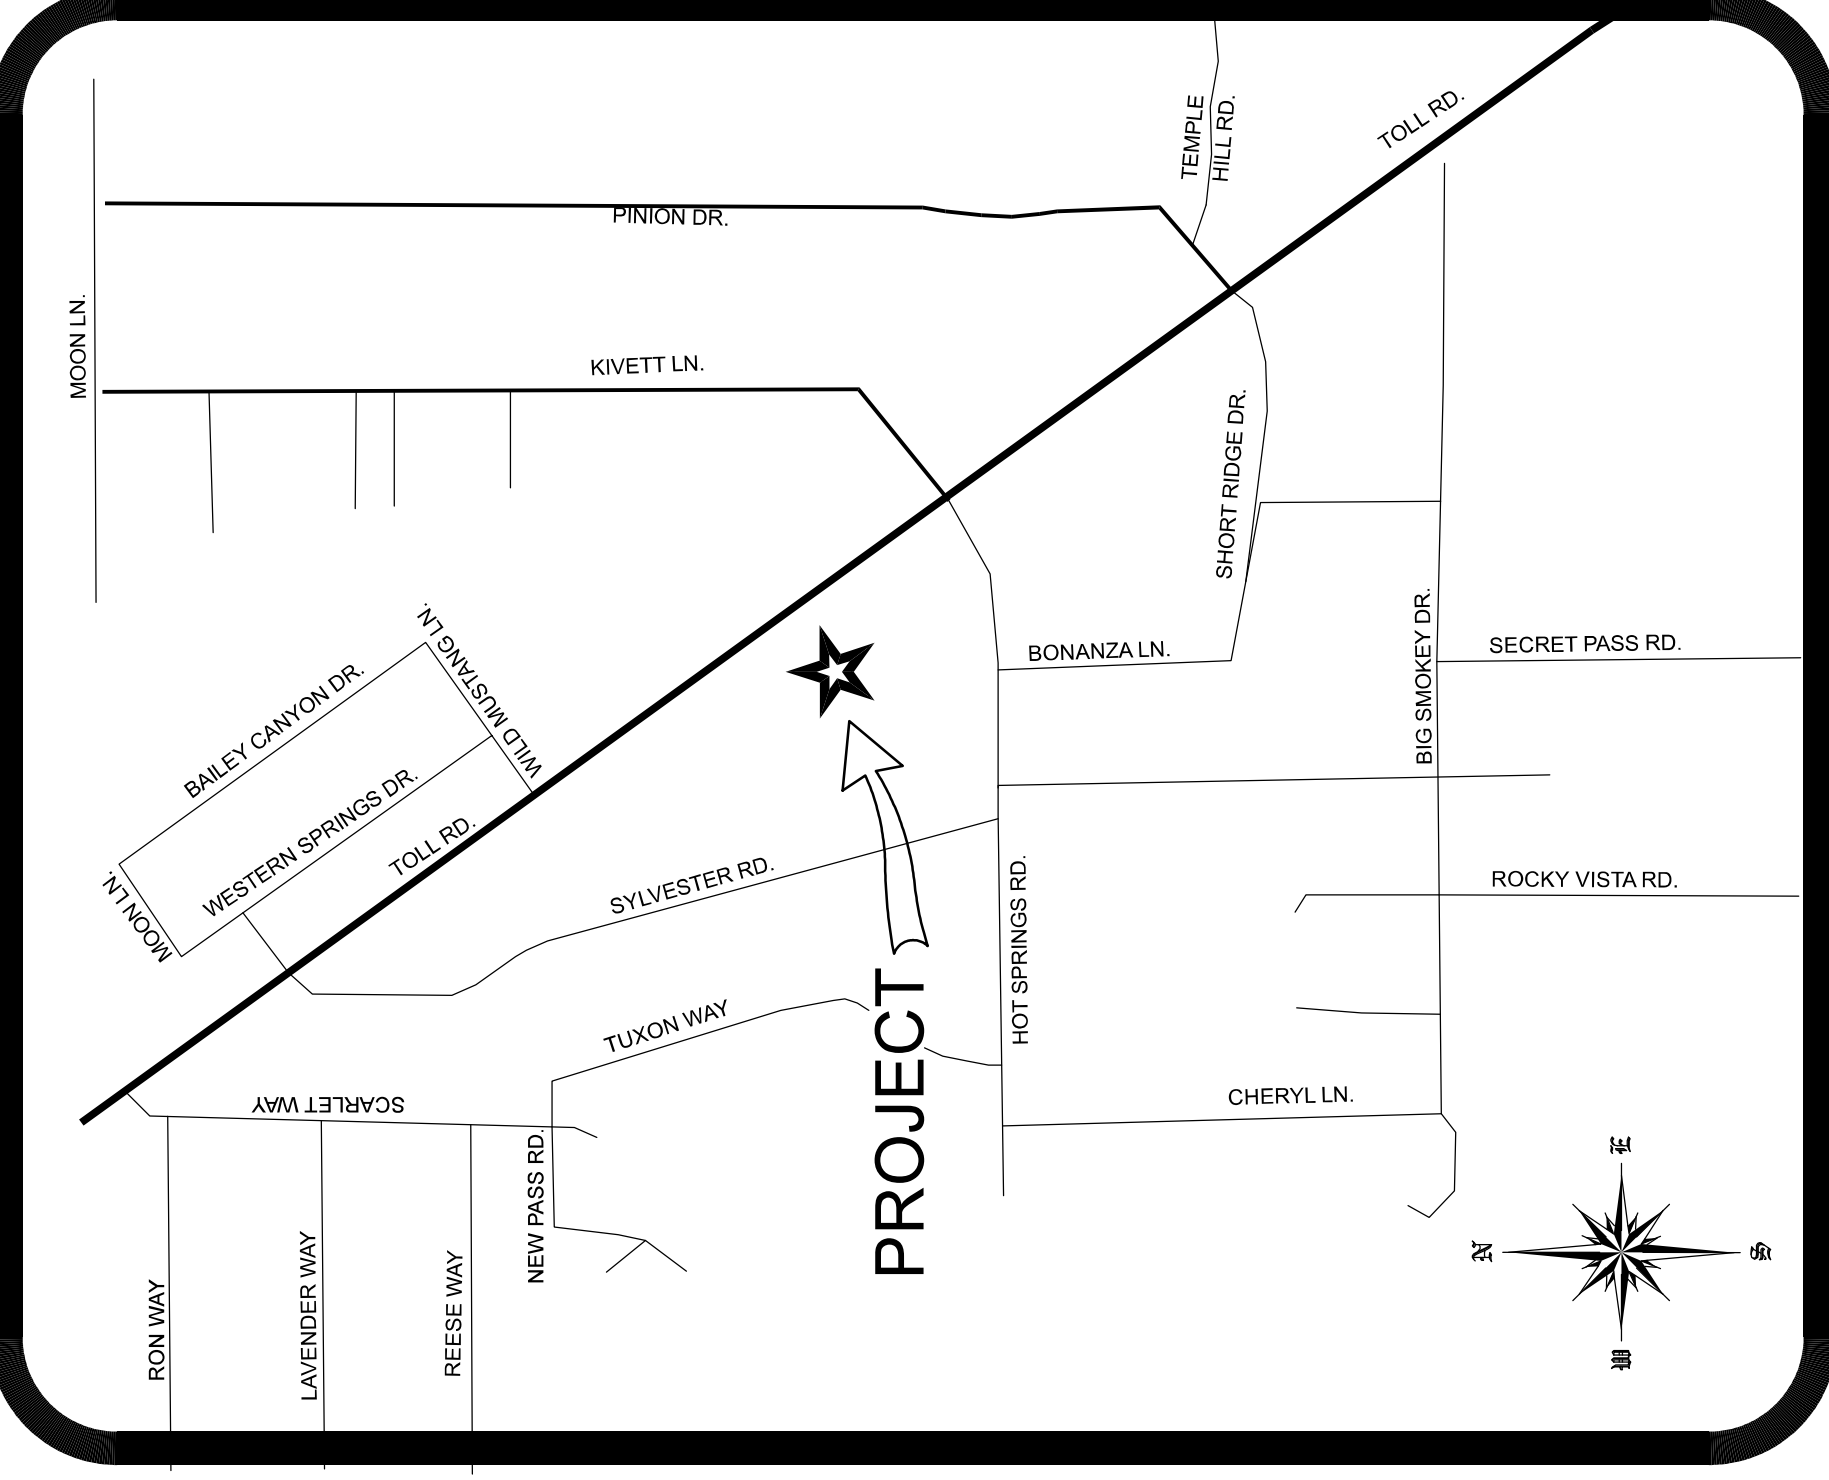 TEMPLE
HILL RD.
TOLL RD.
PINION DR.
MOON LN.
KIVETT LN.
SHORT RIDGE DR.
BONANZA LN.
BIG SMOKEY DR.
SECRET PASS RD.
WILD MUSTANG LN.
BAILEY CANYON DR.
WESTERN SPRINGS DR.
TOLL RD.
MOON LN.
SYLVESTER RD.
HOT SPRINGS RD.
ROCKY VISTA RD.
TUXON WAY
PROJECT
SCARLET WAY
CHERYL LN.
NEW PASS RD.
RON WAY
LAVENDER WAY
REESE WAY
E
N
S
W